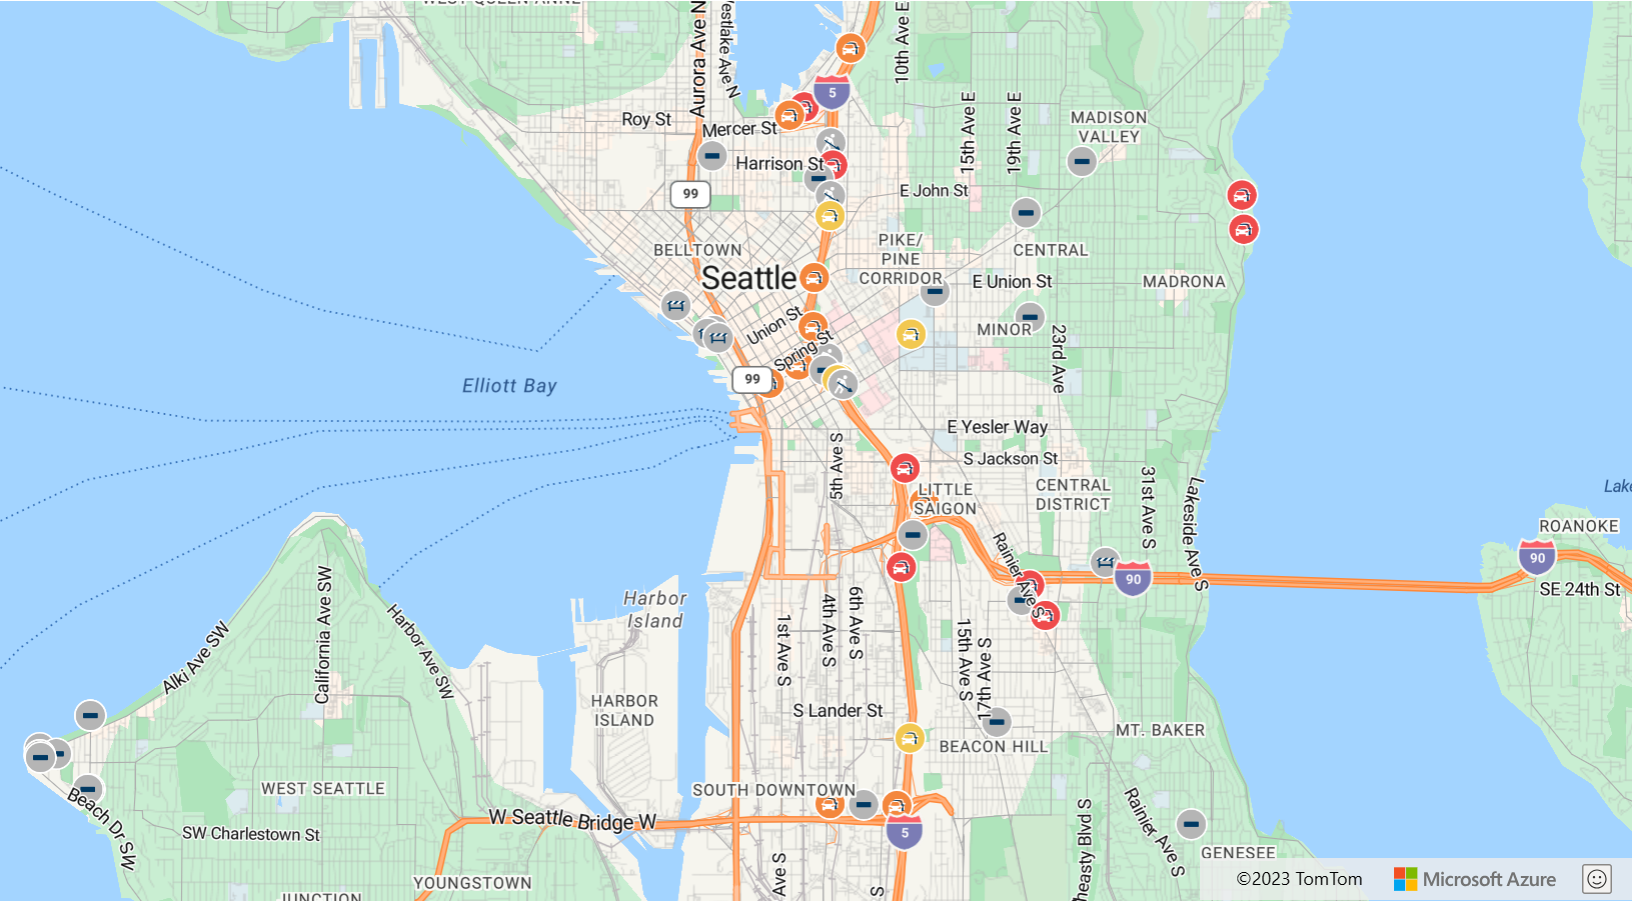 WEST QUEEN ANNE
Aurora Ave N
Westlake Ave N
10th Ave E
5
Roy St
Mercer St
Harrison St
15th Ave E
19th Ave E
MADISON
VALLEY
99
E John St
BELLTOWN
Seattle
PIKE/
PINE
CORRIDOR
CENTRAL
E Union St
MADRONA
Union St
Spring St
MINOR
23rd Ave
Elliott Bay
99
E Yesler Way
5th Ave S
S Jackson St
LITTLE
SAIGON
CENTRAL
DISTRICT
31st Ave S
Lakeside Ave S
ROANOKE
90
90
SE 24th St
Rainier Ave S
California Ave SW
Harbor Ave SW
Alki Ave SW
Harbor
Island
1st Ave S
4th Ave S
6th Ave S
15th Ave S
17th Ave S
HARBOR
ISLAND
S Lander St
BEACON HILL
MT. BAKER
WEST SEATTLE
SOUTH DOWNTOWN
Beach Dr SW
W Seattle Bridge W
SW Charlestown St
5
Rainier Ave S
GENESEE
YOUNGSTOWN
Ave S
S
©2023 TomTom
Microsoft Azure